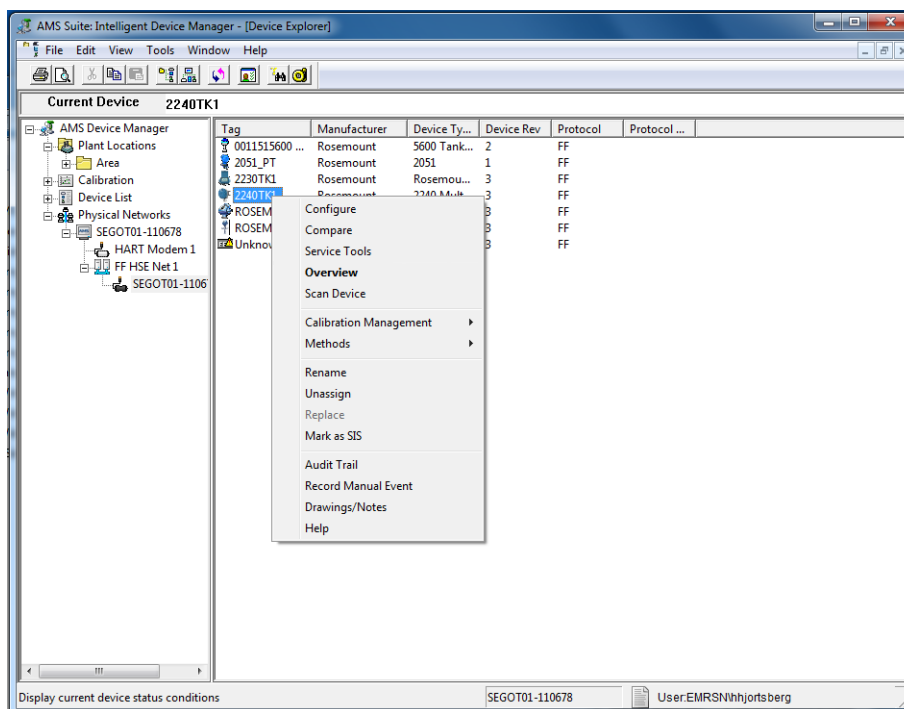 AMS Suite: Intelligent Device Manager - [Device Explorer]
File Edit View Tools Window Help
Current Device 2240TK1
AMS Device Manager
Plant Locations
Area
Calibration
Device List
Physical Networks
SEGOT01-110678
HART Modem 1
FF HSE Net 1
SEGOT01-1106
Tag Manufacturer Device Ty... Device Rev Protocol Protocol ...
0011515600 ... Rosemount 5600 Tank... 2 FF
2051_PT Rosemount 2051 1 FF
2230TK1 Rosemount Rosemou... 3 FF
2240TK1 Rosemount 2240 Mult 3 FF
ROSEM 3 FF
ROSEM 3 FF
Unknow 3 FF
Configure
Compare
Service Tools
Overview
Scan Device
Calibration Management
Methods
Rename
Unassign
Replace
Mark as SIS
Audit Trail
Record Manual Event
Drawings/Notes
Help
Display current device status conditions SEGOT01-110678 User:EMRSN\hhjortsberg